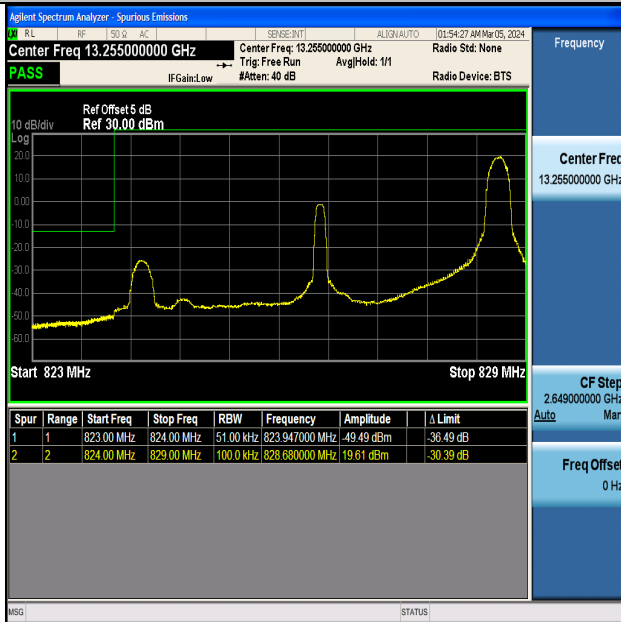 Agilent Spectrum Analyzer - Spurious Emissions
RL RF 50 Ω AC SENSE:INT ALIGNAUTO 01:54:27 AM Mar 05, 2024
Center Freq 13.255000000 GHz Center Freq: 13.255000000 GHz Radio Std: None
Trig: Free Run Avg|Hold: 1/1
PASS IFGain:Low #Atten: 40 dB Radio Device: BTS
Ref Offset 5 dB
10 dB/div Ref 30.00 dBm
Log
20.0
10.0
0.00
-10.0
-20.0
-30.0
-40.0
-50.0
-60.0
Start 823 MHz Stop 829 MHz
Spur Range Start Freq Stop Freq RBW Frequency Amplitude Δ Limit
1 1 823.00 MHz 824.00 MHz 51.00 kHz 823.947000 MHz -49.49 dBm -36.49 dB
2 2 824.00 MHz 829.00 MHz 100.0 kHz 828.680000 MHz 19.61 dBm -30.39 dB
MSG STATUS
Frequency
Center Freq
13.255000000 GHz
CF Step
2.649000000 GHz
Auto Man
Freq Offset
0 Hz